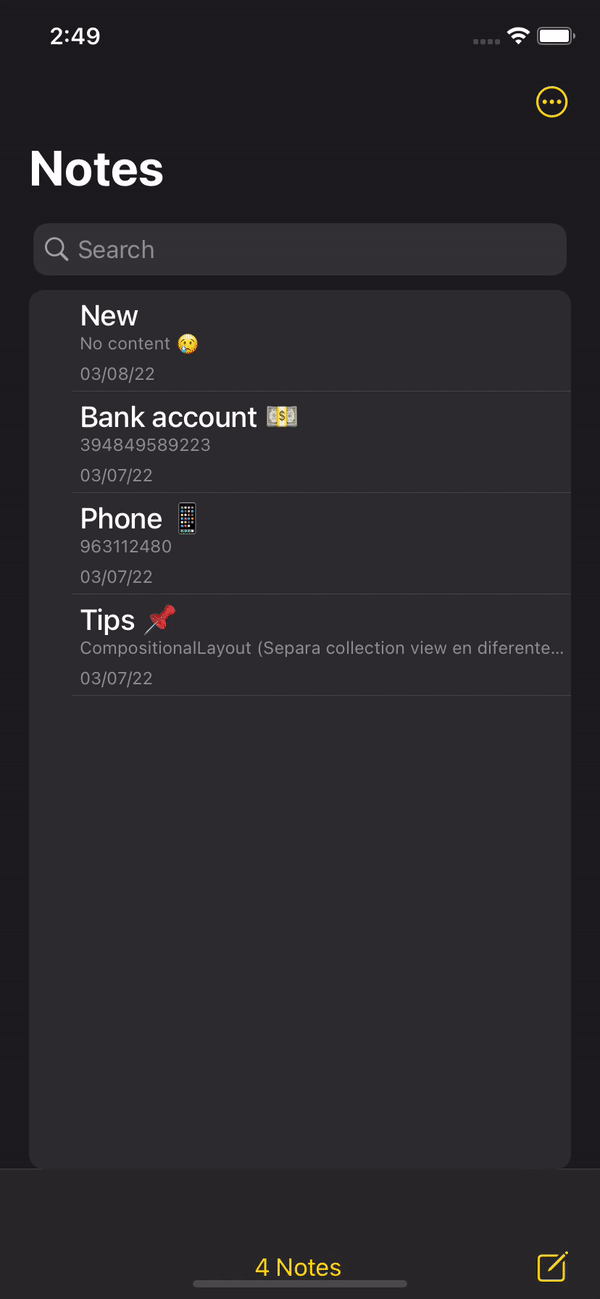 2:49
Notes
Search
New
No content 😢
03/08/22
Bank account 💵
394849589223
03/07/22
Phone 📱
963112480
03/07/22
Tips 📌
CompositionalLayout (Separa collection view en diferente...
03/07/22
4 Notes